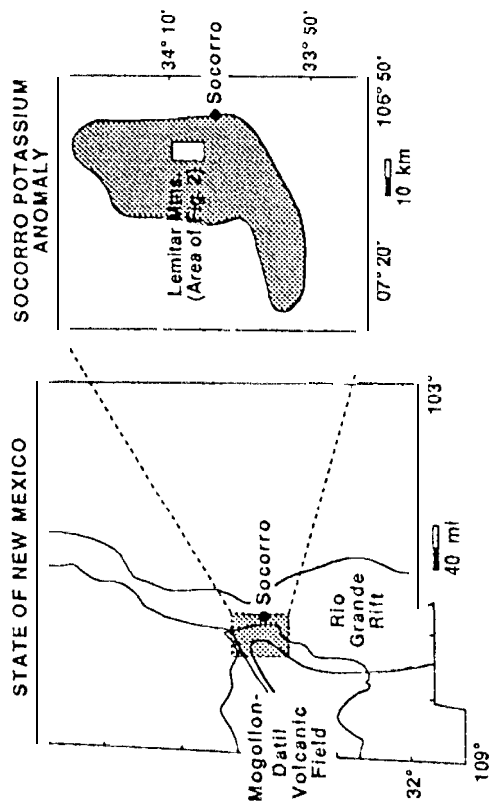 STATE OF NEW MEXICO
Mogollon-
Datil
Volcanic
Field
Socorro
Rio
Grande
Rift
32°
109°
103°
40 mi
SOCORRO POTASSIUM
ANOMALY
Lemitar Mtns.
(Area of Fig. 2)
Socorro
34° 10'
33° 50'
07° 20'
106° 50'
10 km